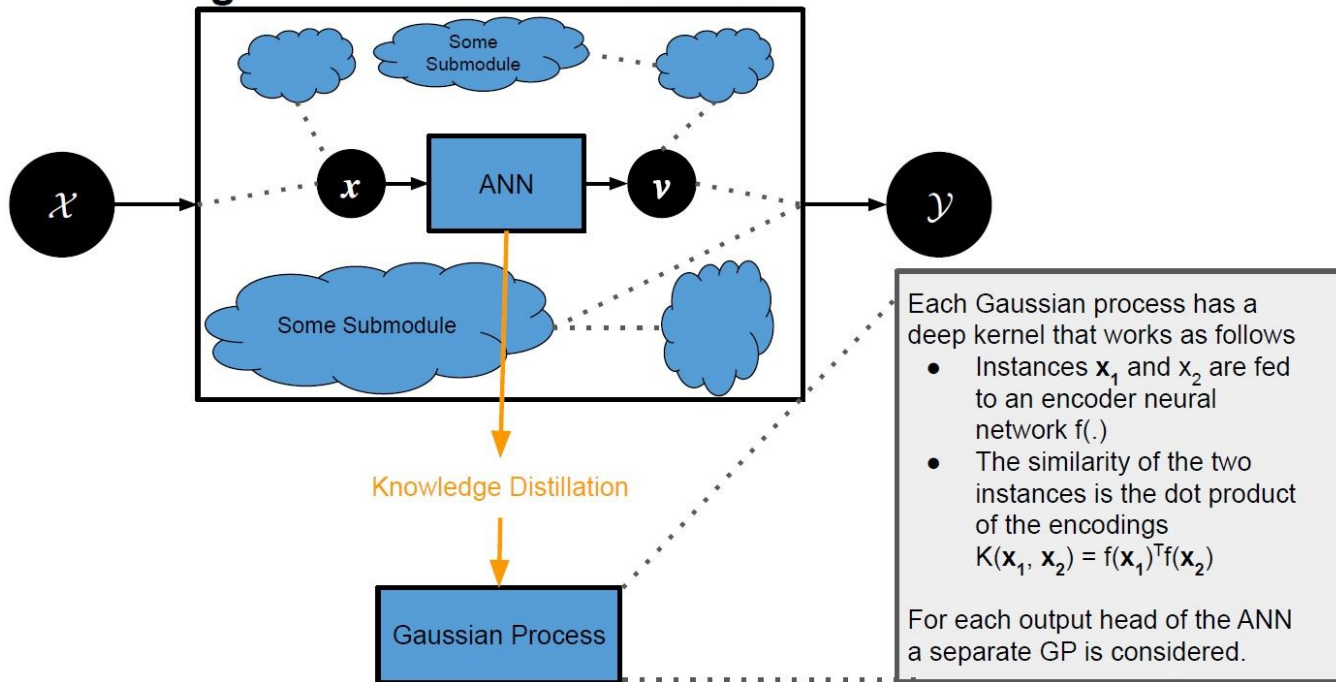 Some
Submodule
𝒳
x
ANN
v
𝒴
Some Submodule
Knowledge Distillation
Gaussian Process
Each Gaussian process has a
deep kernel that works as follows
● Instances x₁ and x₂ are fed
to an encoder neural
network f(.)
● The similarity of the two
instances is the dot product
of the encodings
K(x₁, x₂) = f(x₁)ᵀf(x₂)
For each output head of the ANN
a separate GP is considered.